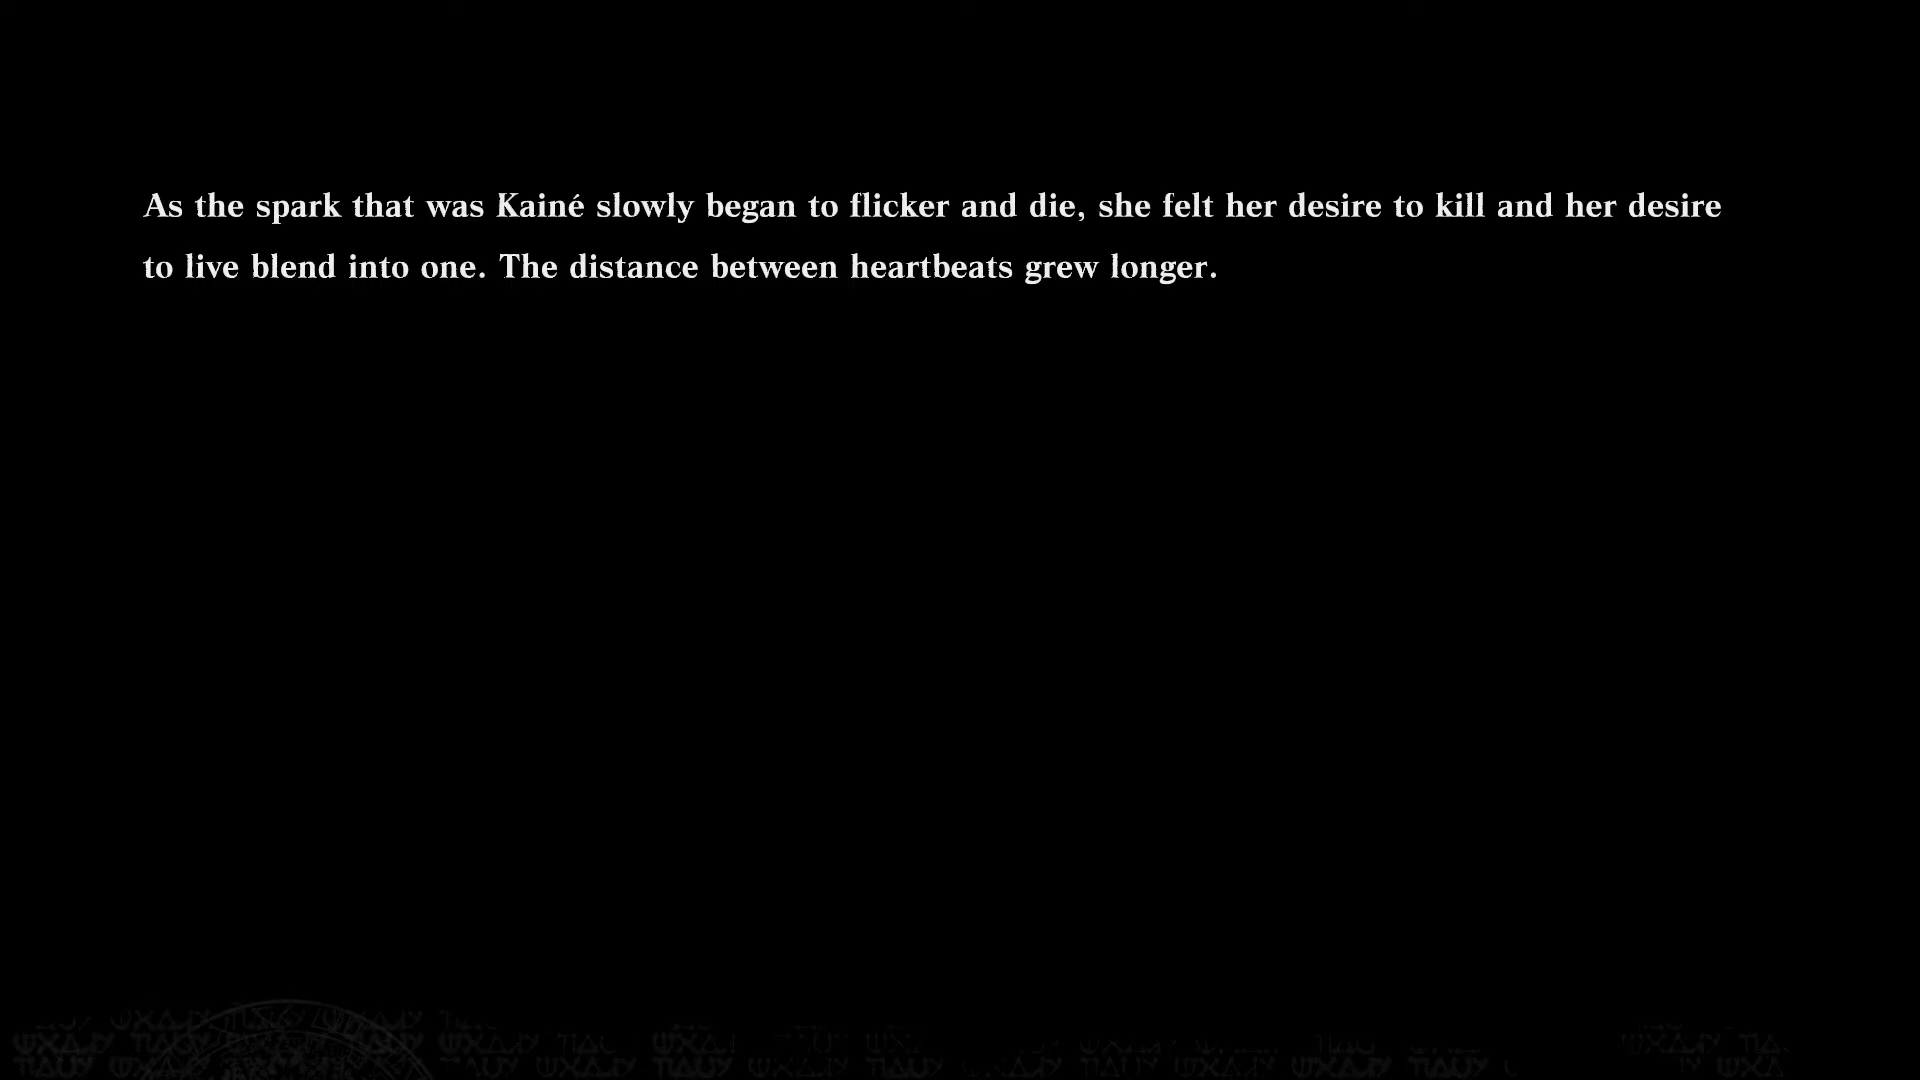 As the spark that was Kainé slowly began to flicker and die, she felt her desire to kill and her desire
to live blend into one. The distance between heartbeats grew longer.